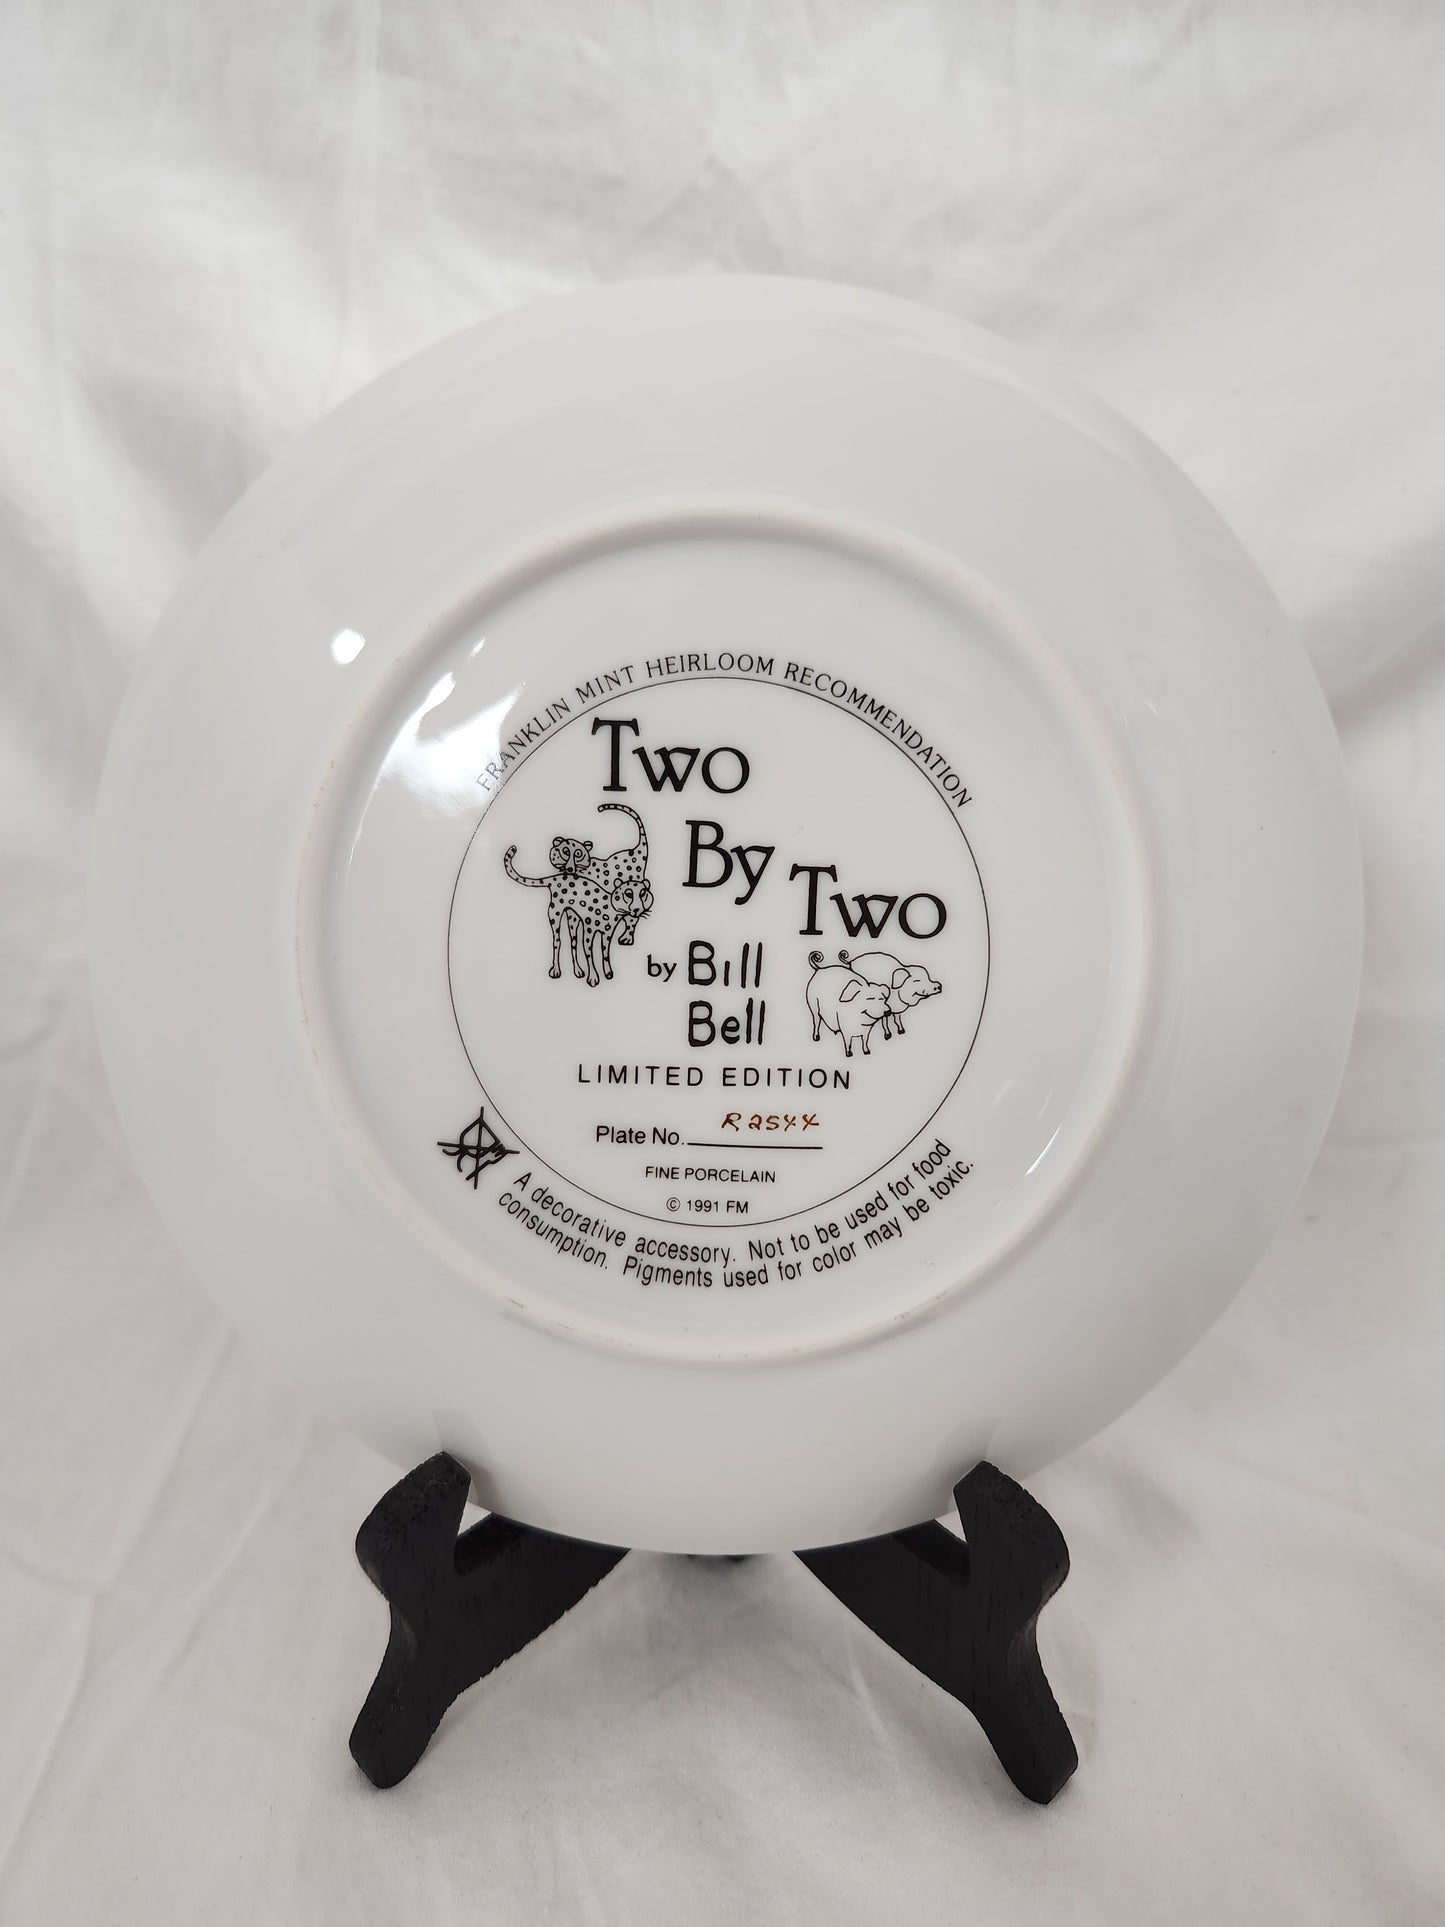 FRANKLIN MINT HEIRLOOM RECOMMENDATION
Two
By
Two
by Bill
Bell
LIMITED EDITION
Plate No. R2544
FINE PORCELAIN
© 1991 FM
A decorative accessory. Not to be used for food
consumption. Pigments used for color may be toxic.